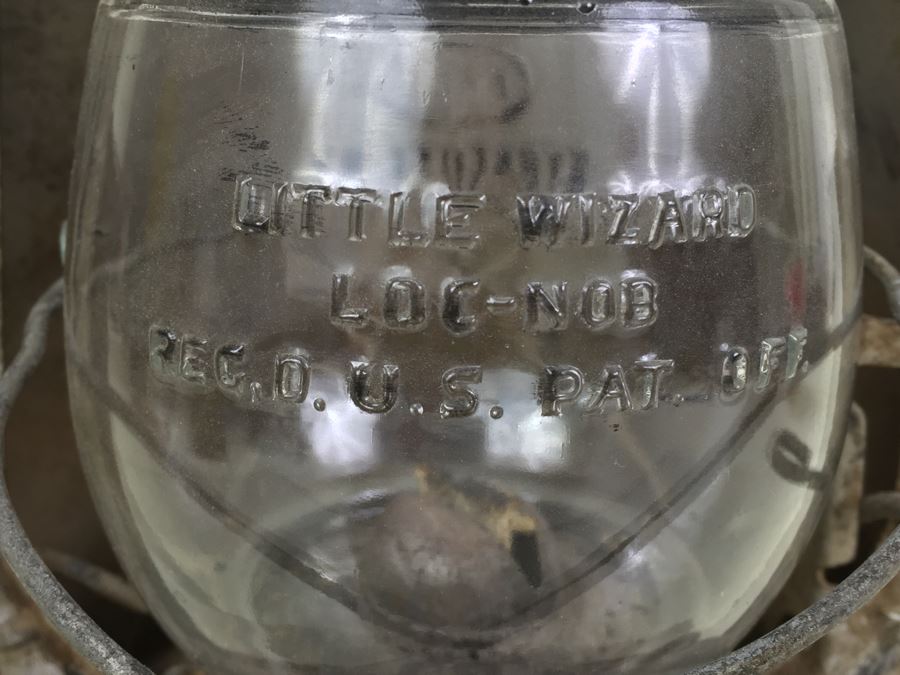 LITTLE WIZARD
LOC-NOB
REG.D. U.S. PAT. OFF.